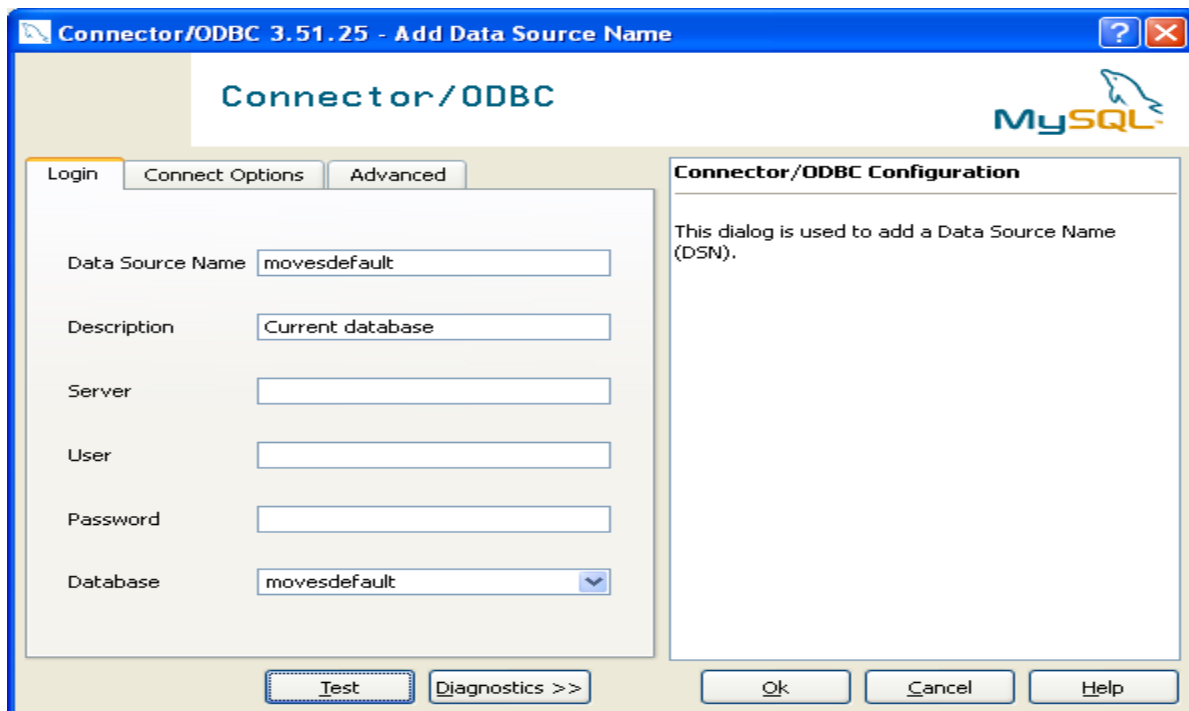 Connector/ODBC 3.51.25 - Add Data Source Name
Connector/ODBC
MySQL
Login
Connect Options
Advanced
Data Source Name movesdefault
Description Current database
Server
User
Password
Database movesdefault
Connector/ODBC Configuration
This dialog is used to add a Data Source Name
(DSN).
Test
Diagnostics >>
Ok
Cancel
Help